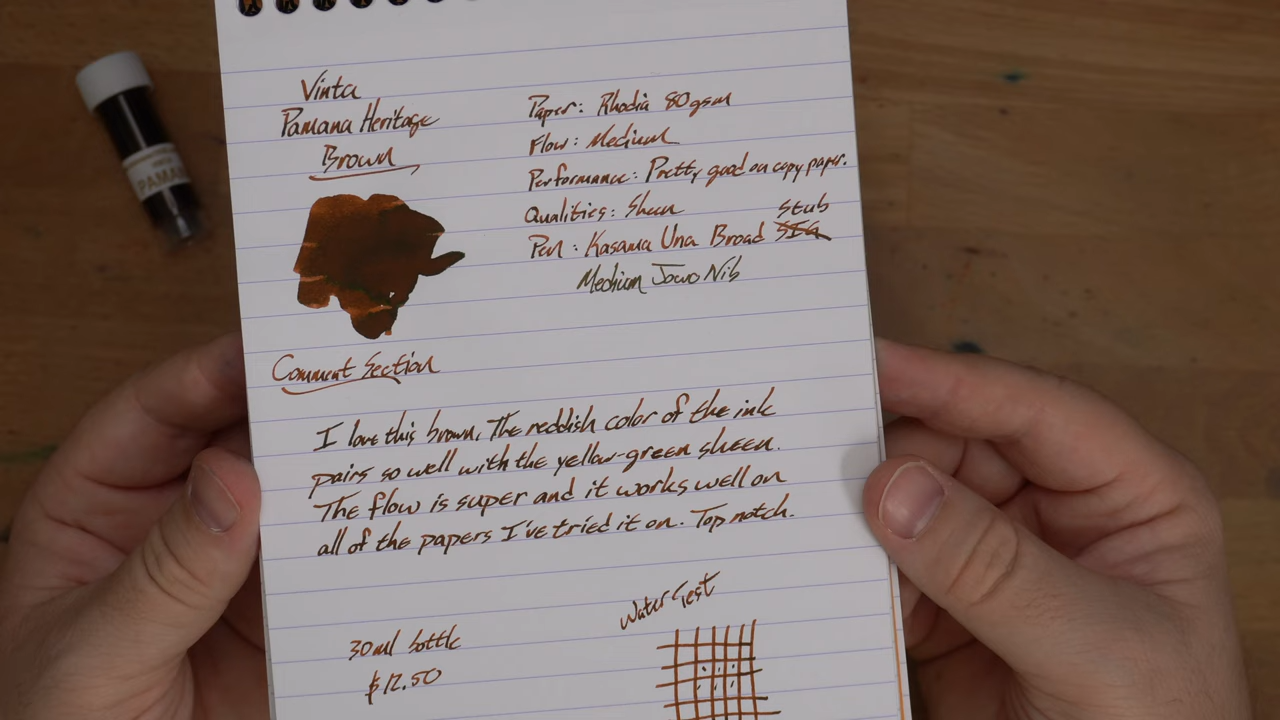 Vinta
Pamana Heritage
Brown
Paper: Rhodia 80gsm
Flow: Medium
Performance: Pretty good on copy paper.
Qualities: Sheen
Pen: Kasama Una Broad SIG Stub
Medium Jowo Nib
Comment Section
I love this brown. The reddish color of the ink
pairs so well with the yellow-green sheen.
The flow is super and it works well on
all of the papers I've tried it on. Top notch.
Water Test
30ml bottle
$12.50
PAMAN